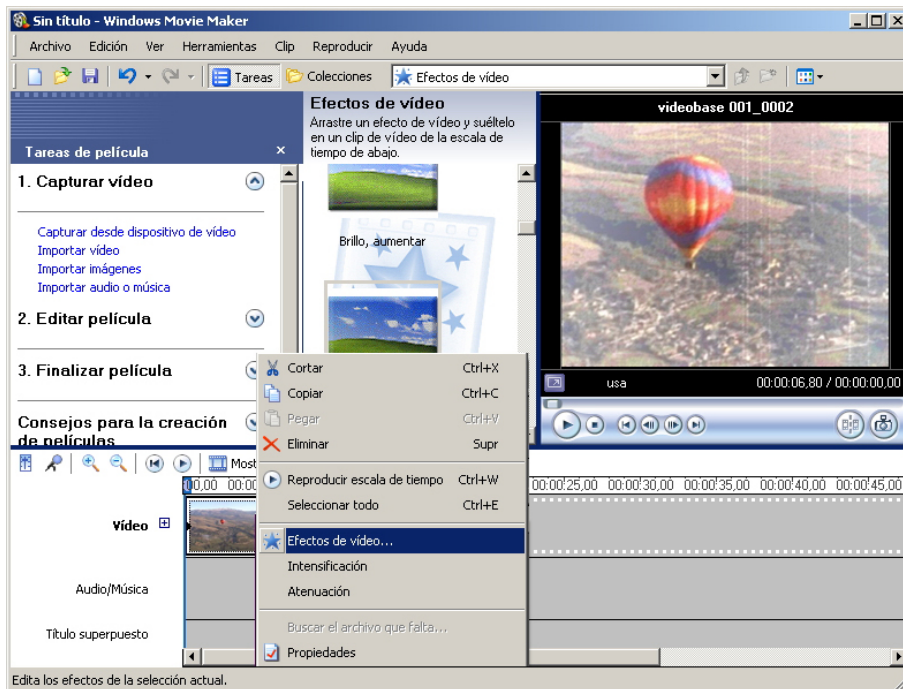 Sin título - Windows Movie Maker
Archivo Edición Ver Herramientas Clip Reproducir Ayuda
Tareas Colecciones Efectos de vídeo
Tareas de película ×
1. Capturar vídeo
Capturar desde dispositivo de vídeo
Importar vídeo
Importar imágenes
Importar audio o música
2. Editar película
3. Finalizar película
Consejos para la creación
de películas
Efectos de vídeo
Arrastre un efecto de vídeo y suéltelo
en un clip de vídeo de la escala de
tiempo de abajo.
Brillo, aumentar
videobase 001_0002
usa 00:00:06,80 / 00:00:00,00
Cortar Ctrl+X
Copiar Ctrl+C
Pegar Ctrl+V
Eliminar Supr
Reproducir escala de tiempo Ctrl+W
Seleccionar todo Ctrl+E
Efectos de vídeo...
Intensificación
Atenuación
Buscar el archivo que falta...
Propiedades
00:00:25,00 00:00:30,00 00:00:35,00 00:00:40,00 00:00:45,00
Vídeo
Audio/Música
Título superpuesto
Edita los efectos de la selección actual.